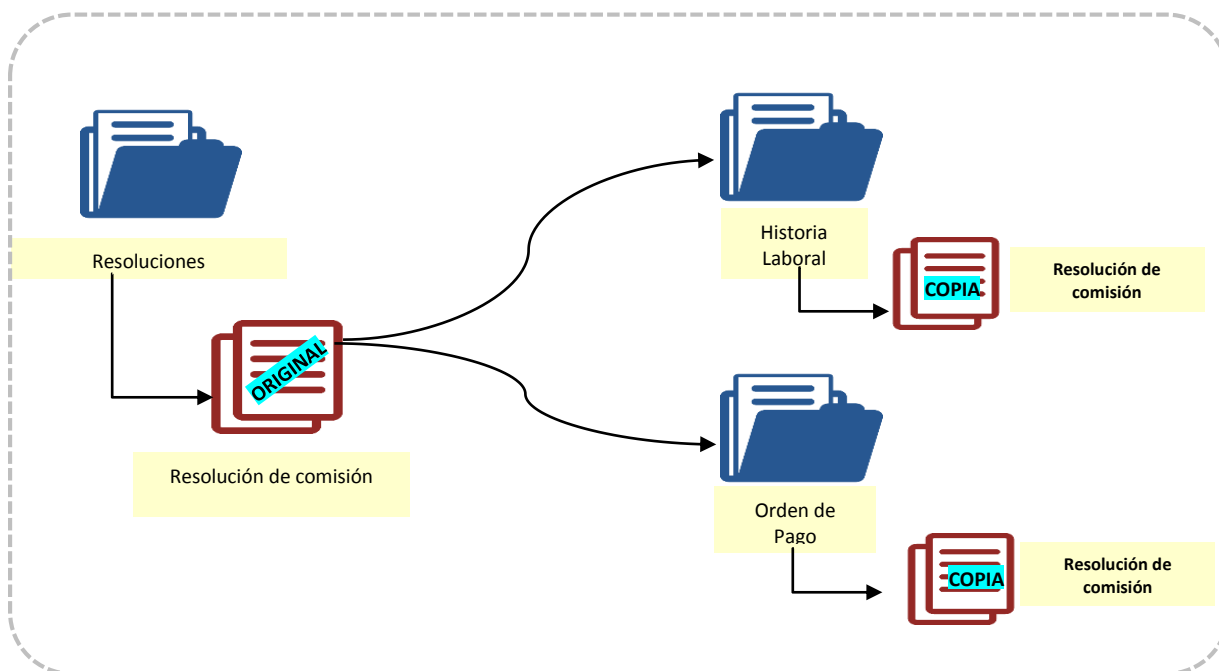 Resoluciones
ORIGINAL
Resolución de comisión
Historia
Laboral
COPIA
Resolución de
comisión
Orden de
Pago
COPIA
Resolución de
comisión